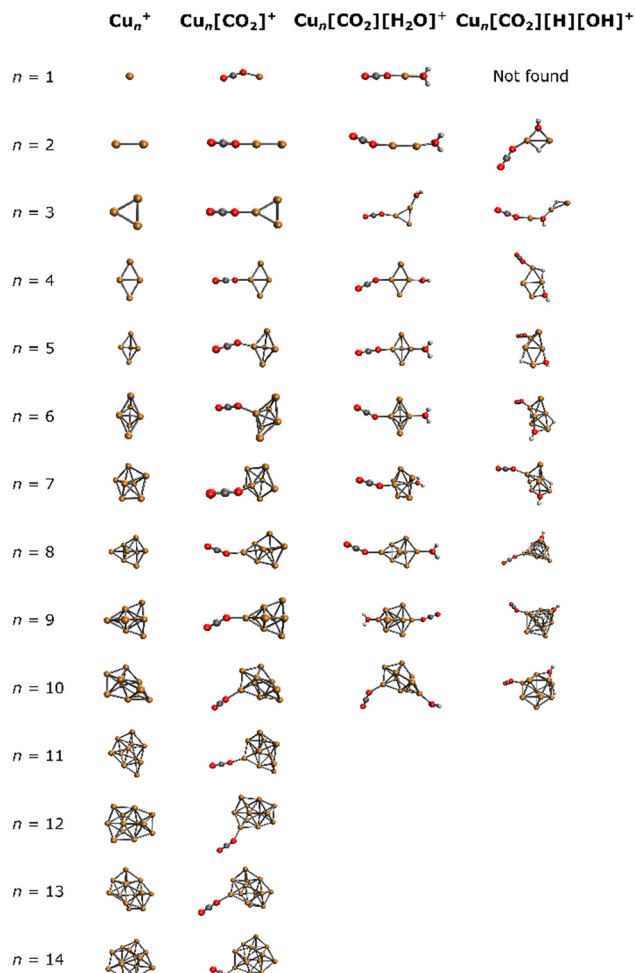 Cuₙ⁺ Cuₙ[CO₂]⁺ Cuₙ[CO₂][H₂O]⁺ Cuₙ[CO₂][H][OH]⁺
n = 1 Not found
n = 2
n = 3
n = 4
n = 5
n = 6
n = 7
n = 8
n = 9
n = 10
n = 11
n = 12
n = 13
n = 14